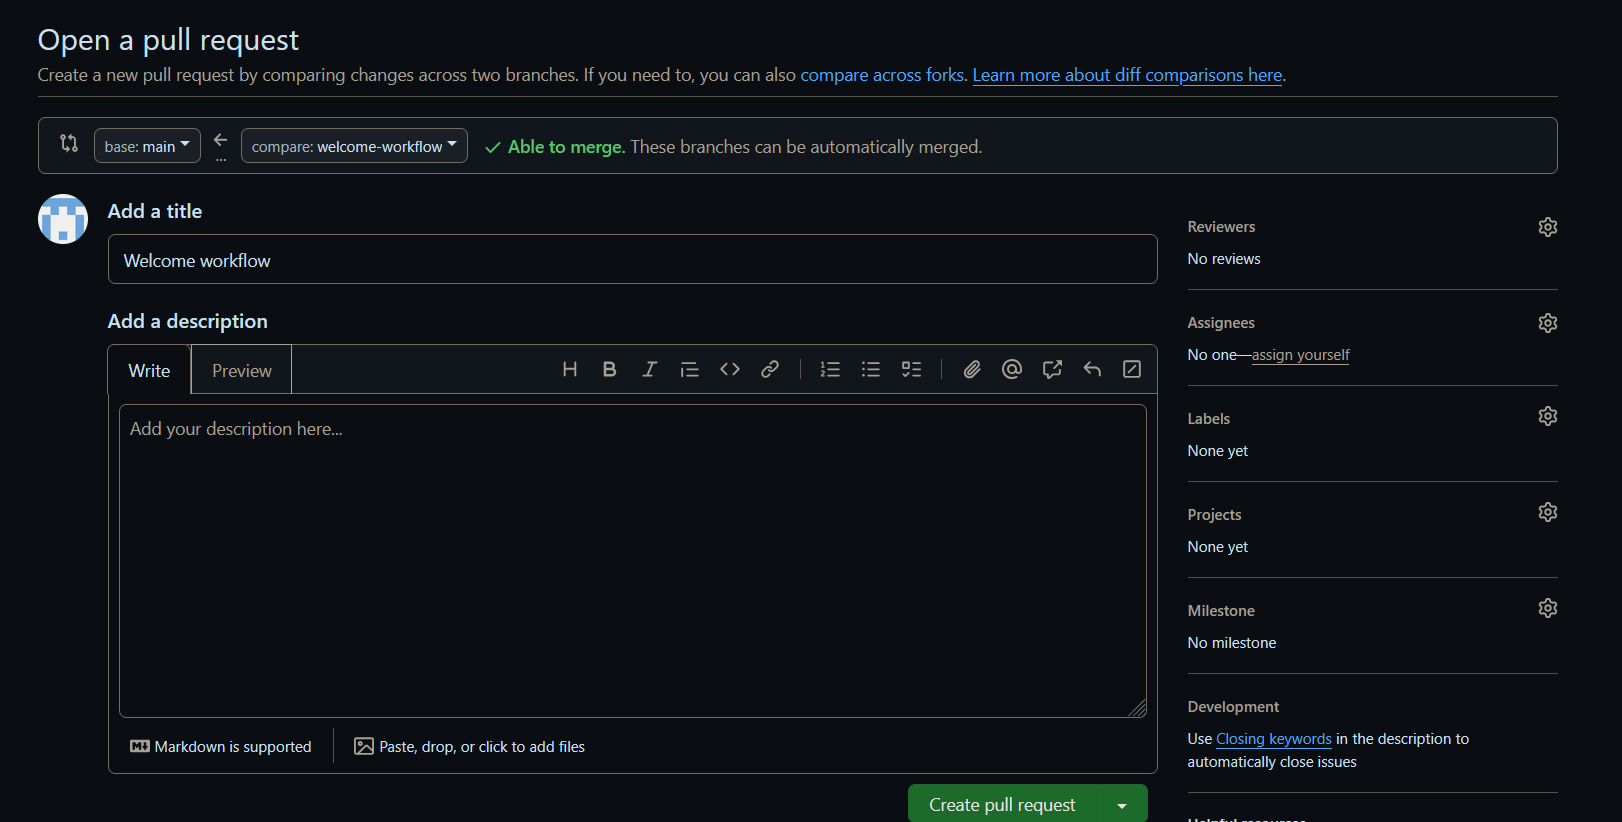 Open a pull request
Create a new pull request by comparing changes across two branches. If you need to, you can also compare across forks. Learn more about diff comparisons here.
base: main
...
compare: welcome-workflow
Able to merge. These branches can be automatically merged.
Add a title
Welcome workflow
Add a description
Write
Preview
Add your description here...
Markdown is supported
Paste, drop, or click to add files
Create pull request
Reviewers
No reviews
Assignees
No one—assign yourself
Labels
None yet
Projects
None yet
Milestone
No milestone
Development
Use Closing keywords in the description to
automatically close issues
Helpful resources